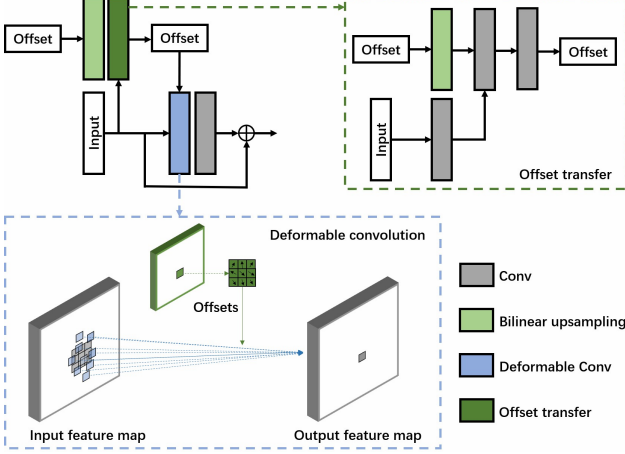 Offset
Offset
Input
Offset
Offset
Input
Offset transfer
Deformable convolution
Offsets
Input feature map
Output feature map
Conv
Bilinear upsampling
Deformable Conv
Offset transfer